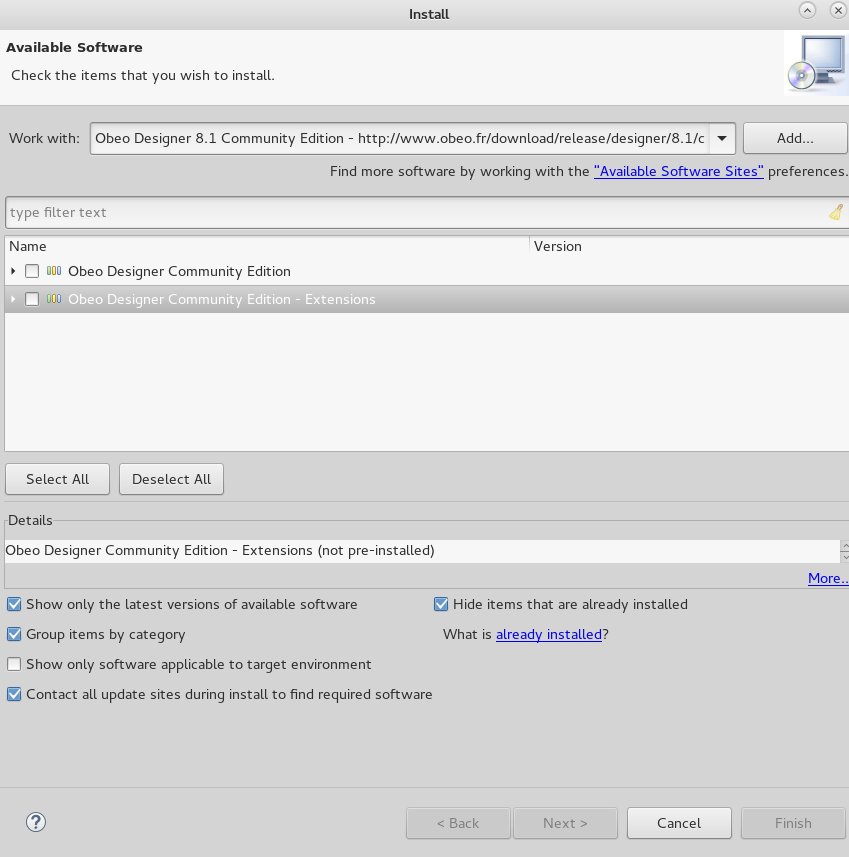 Install
Available Software
Check the items that you wish to install.
Work with: Obeo Designer 8.1 Community Edition - http://www.obeo.fr/download/release/designer/8.1/c Add...
Find more software by working with the "Available Software Sites" preferences.
type filter text
Name Version
Obeo Designer Community Edition
Obeo Designer Community Edition - Extensions
Select All Deselect All
Details
Obeo Designer Community Edition - Extensions (not pre-installed)
More..
Show only the latest versions of available software Hide items that are already installed
Group items by category What is already installed?
Show only software applicable to target environment
Contact all update sites during install to find required software
? < Back Next > Cancel Finish